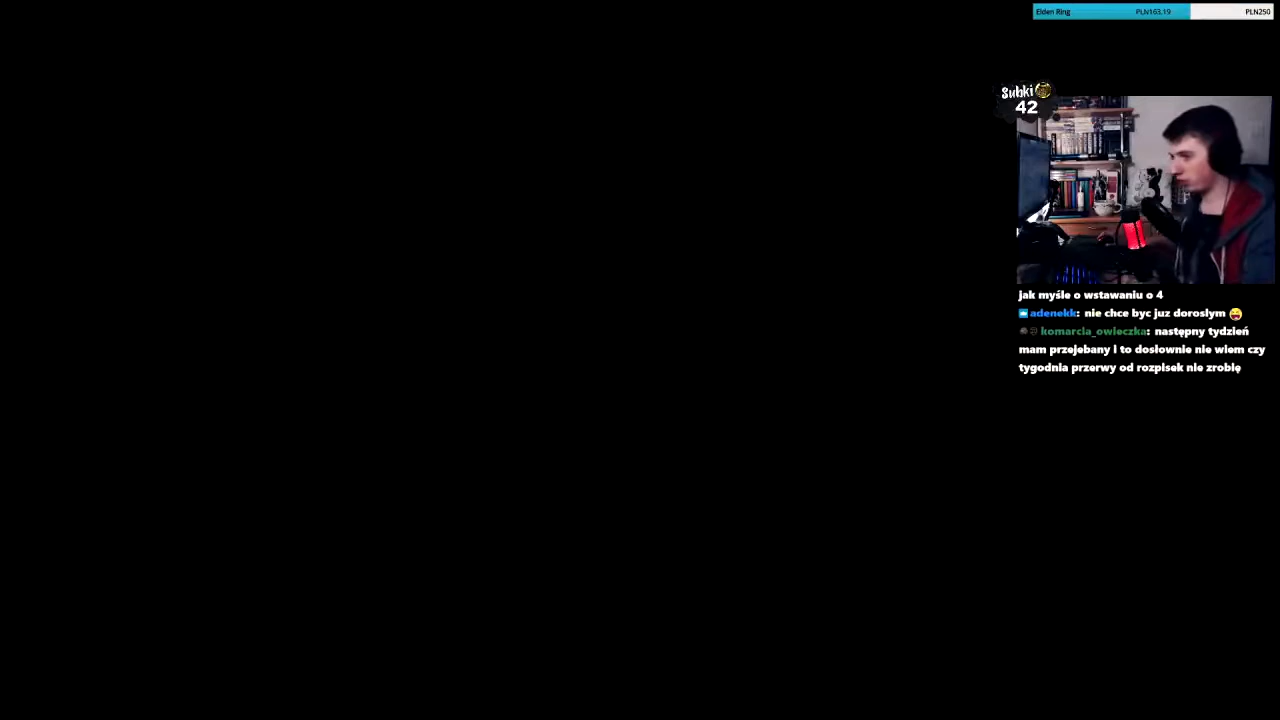 Elden Ring PLN163.19 PLN250
Subki
42
jak myśle o wstawaniu o 4
adenekk: nie chce byc juz doroslym
komarcia_owieczka: następny tydzień
mam przejebany i to dosłownie nie wiem czy
tygodnia przerwy od rozpisek nie zrobię